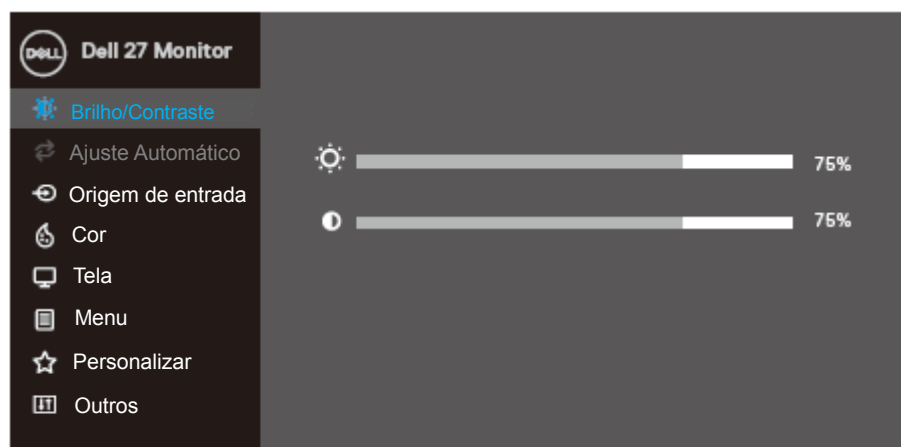 DELL Dell 27 Monitor
Brilho/Contraste
Ajuste Automático
75%
Origem de entrada
Cor
75%
Tela
Menu
Personalizar
Outros